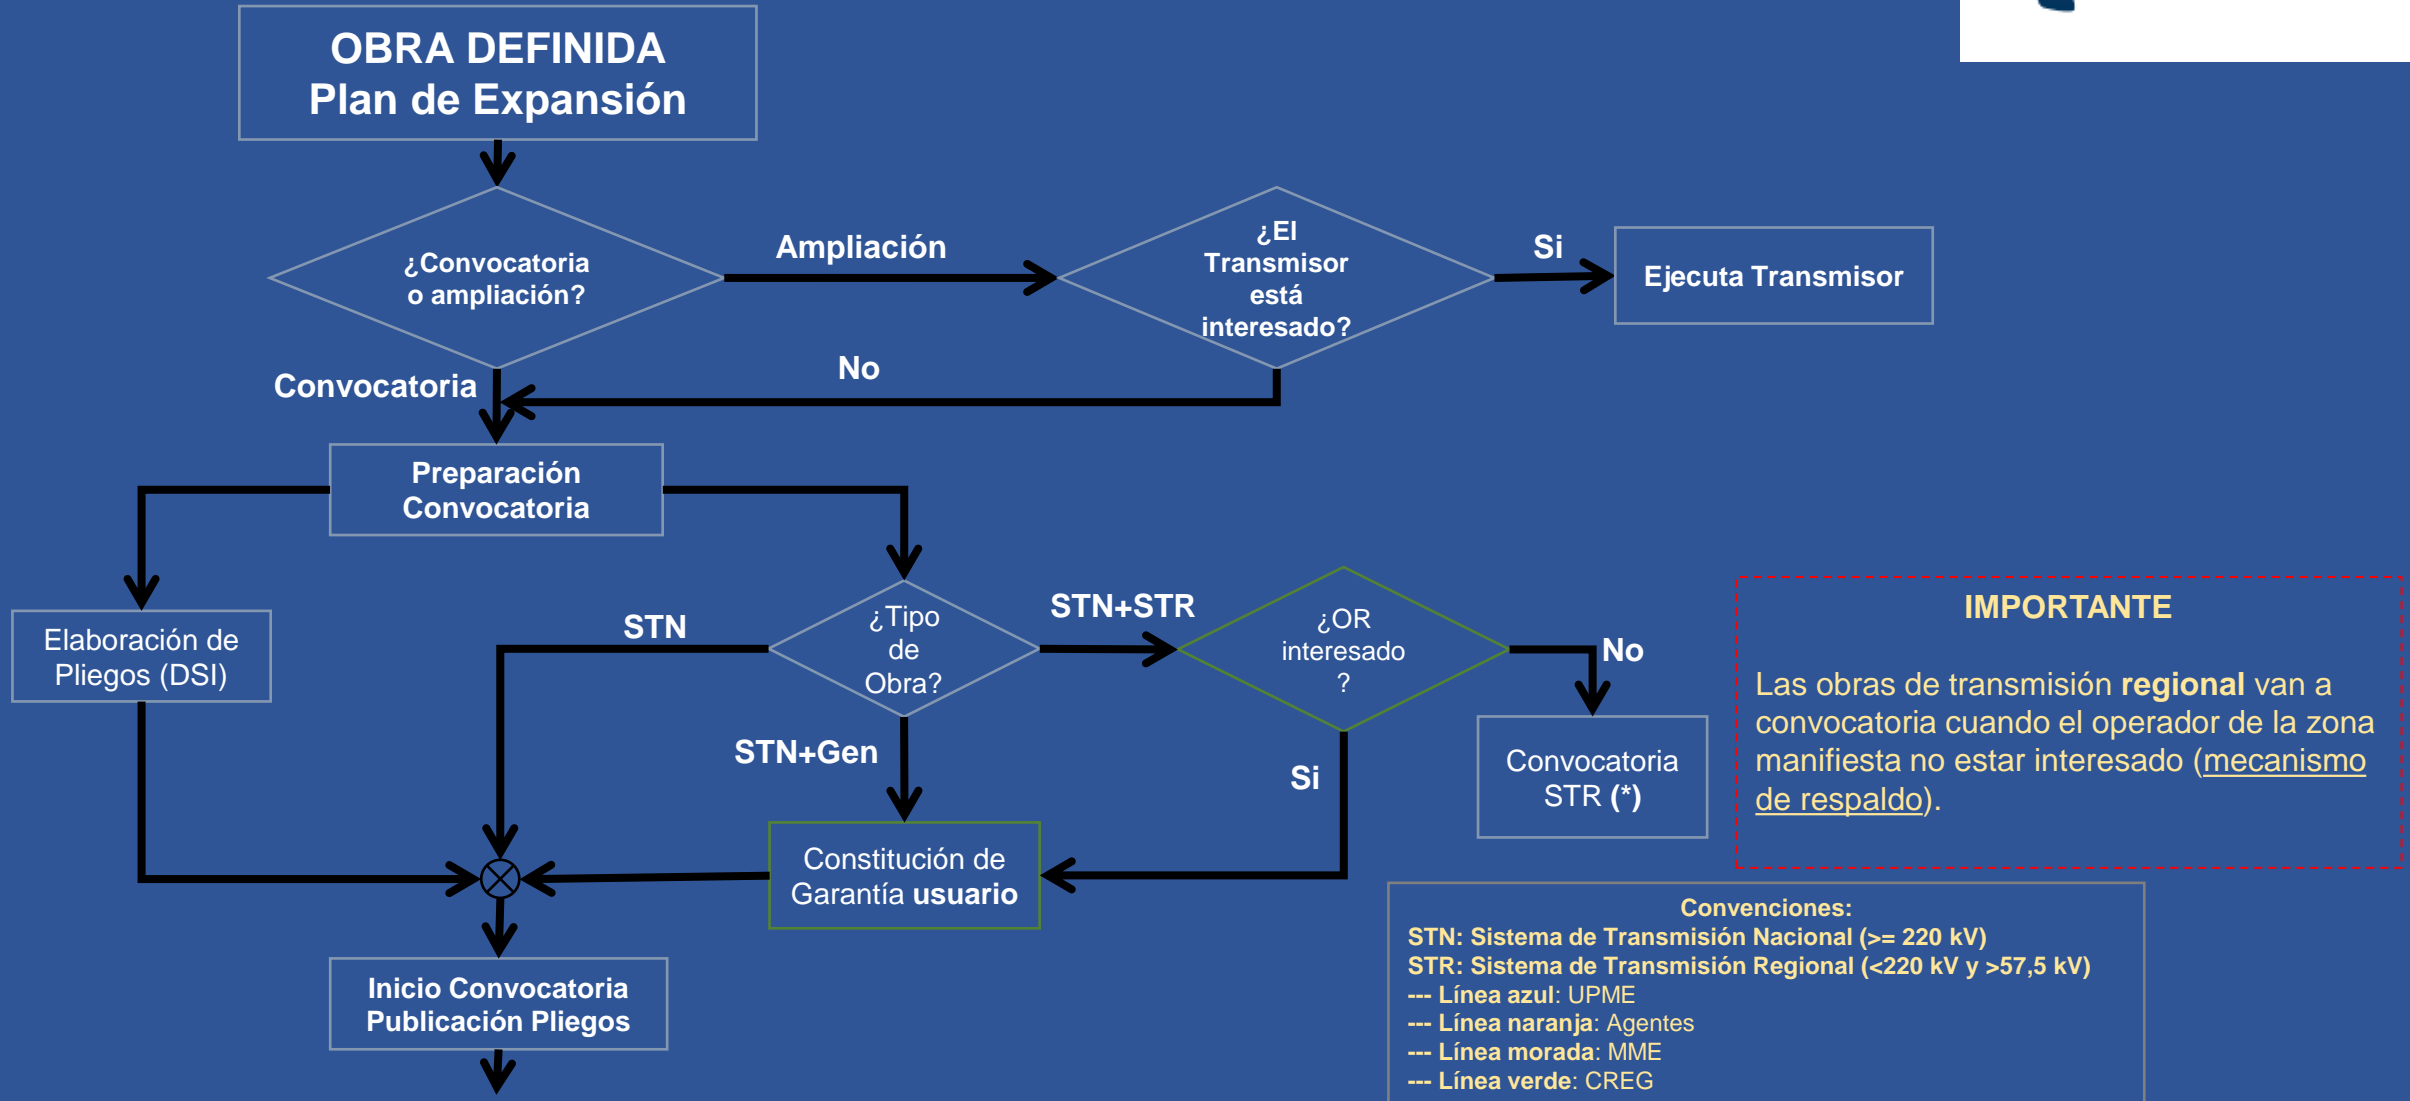 OBRA DEFINIDA
Plan de Expansión
¿Convocatoria
o ampliación?
Ampliación
¿El
Transmisor
está
interesado?
Si
Ejecuta Transmisor
No
Convocatoria
Preparación
Convocatoria
Elaboración de
Pliegos (DSI)
STN
¿Tipo
de
Obra?
STN+STR
¿OR
interesado
?
No
Convocatoria
STR (*)
STN+Gen
Si
Constitución de
Garantía usuario
Inicio Convocatoria
Publicación Pliegos
IMPORTANTE
Las obras de transmisión regional van a
convocatoria cuando el operador de la zona
manifiesta no estar interesado (mecanismo
de respaldo).
Convenciones:
STN: Sistema de Transmisión Nacional (>= 220 kV)
STR: Sistema de Transmisión Regional (<220 kV y >57,5 kV)
--- Línea azul: UPME
--- Línea naranja: Agentes
--- Línea morada: MME
--- Línea verde: CREG